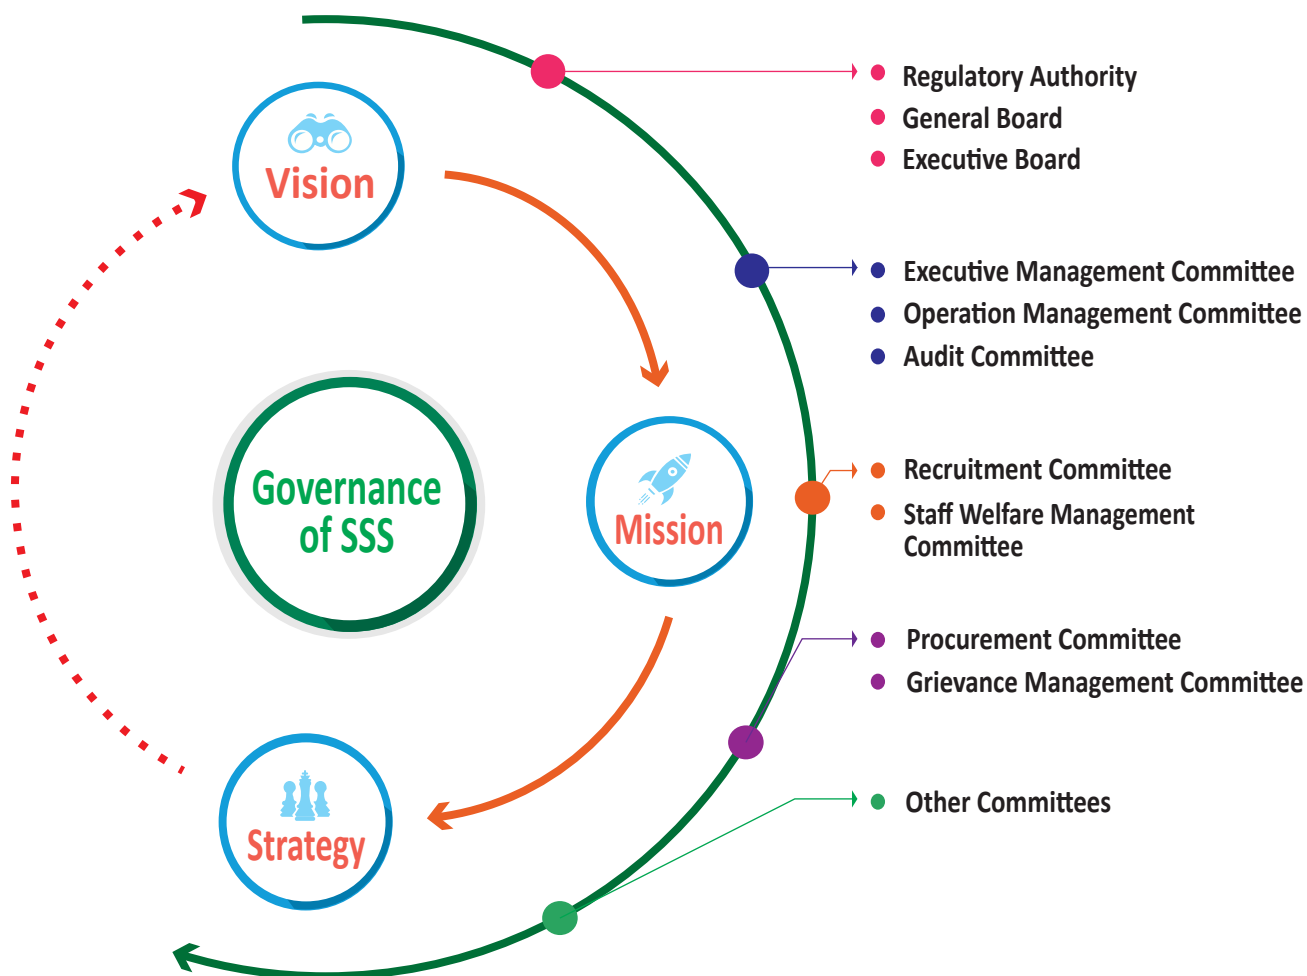 Vision
Governance
of SSS
Mission
Strategy
Regulatory Authority
General Board
Executive Board
Executive Management Committee
Operation Management Committee
Audit Committee
Recruitment Committee
Staff Welfare Management
Committee
Procurement Committee
Grievance Management Committee
Other Committees